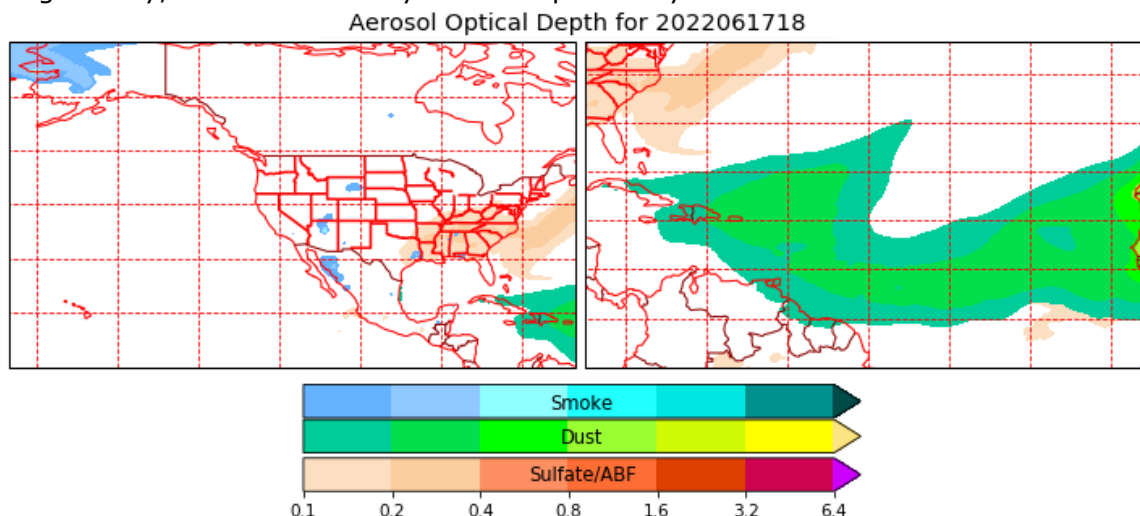 Aerosol Optical Depth for 2022061718
Smoke
Dust
Sulfate/ABF
0.1 0.2 0.4 0.8 1.6 3.2 6.4